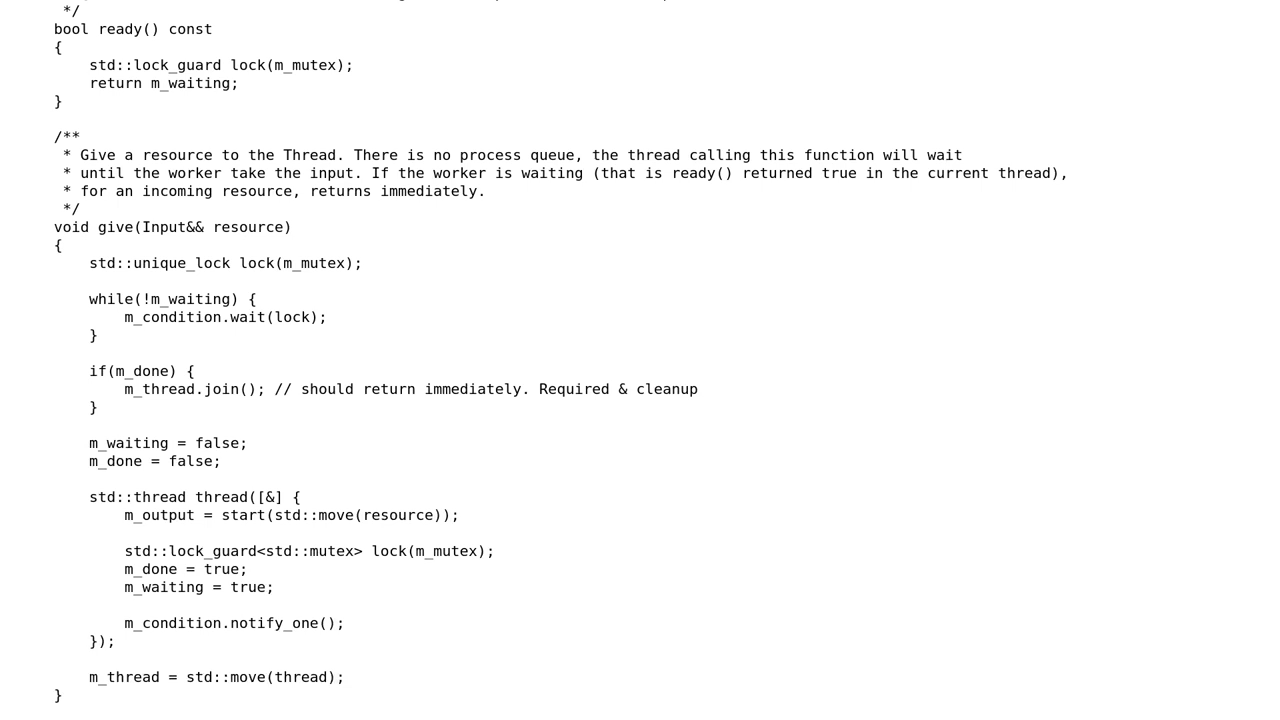 */
bool ready() const
{
std::lock_guard lock(m_mutex);
return m_waiting;
}
/**
* Give a resource to the Thread. There is no process queue, the thread calling this function will wait
* until the worker take the input. If the worker is waiting (that is ready() returned true in the current thread),
* for an incoming resource, returns immediately.
*/
void give(Input&& resource)
{
std::unique_lock lock(m_mutex);
while(!m_waiting) {
m_condition.wait(lock);
}
if(m_done) {
m_thread.join(); // should return immediately. Required & cleanup
}
m_waiting = false;
m_done = false;
std::thread thread([&] {
m_output = start(std::move(resource));
std::lock_guard<std::mutex> lock(m_mutex);
m_done = true;
m_waiting = true;
m_condition.notify_one();
});
m_thread = std::move(thread);
}